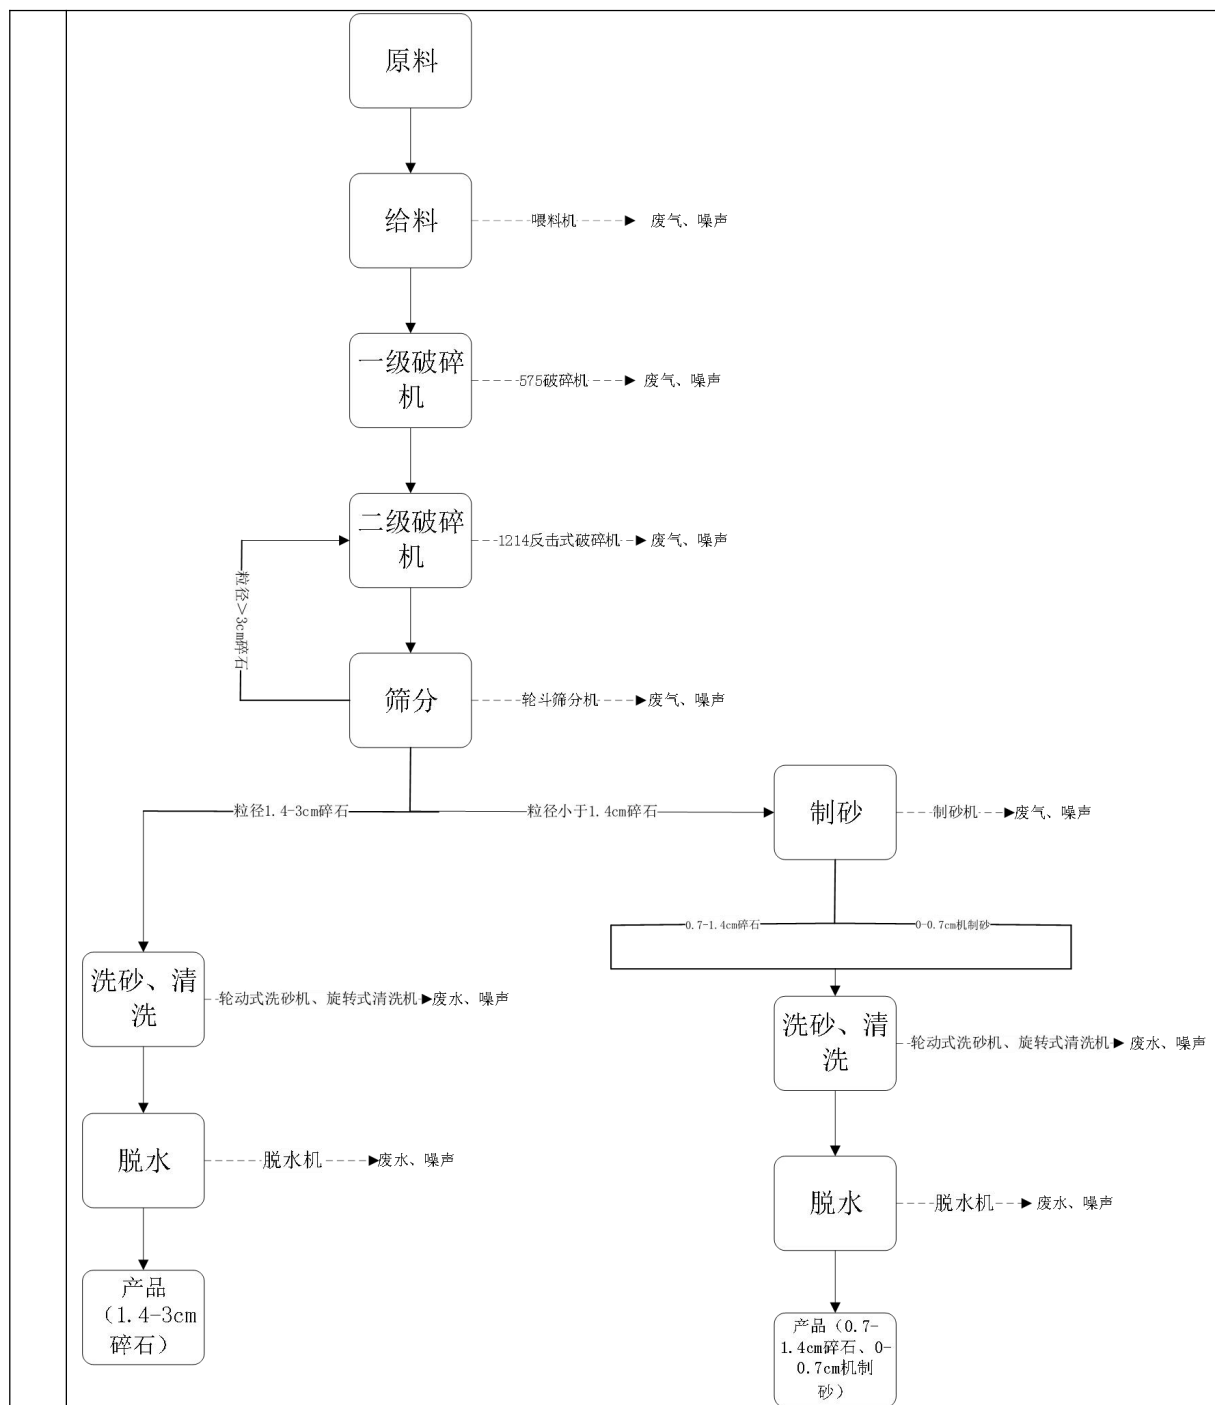 原料
给料
喂料机
废气、噪声
一级破碎
机
575破碎机
废气、噪声
二级破碎
机
1214反击式破碎机
废气、噪声
粒径>3cm碎石
筛分
轮斗筛分机
废气、噪声
粒径1.4-3cm碎石
粒径小于1.4cm碎石
制砂
制砂机
废气、噪声
0.7-1.4cm碎石
0-0.7cm机制砂
洗砂、清
洗
轮动式洗砂机、旋转式清洗机
废水、噪声
洗砂、清
洗
轮动式洗砂机、旋转式清洗机
废水、噪声
脱水
脱水机
废水、噪声
脱水
脱水机
废水、噪声
产品
（1.4-3cm
碎石）
产品（0.7-
1.4cm碎石、0-
0.7cm机制
砂）